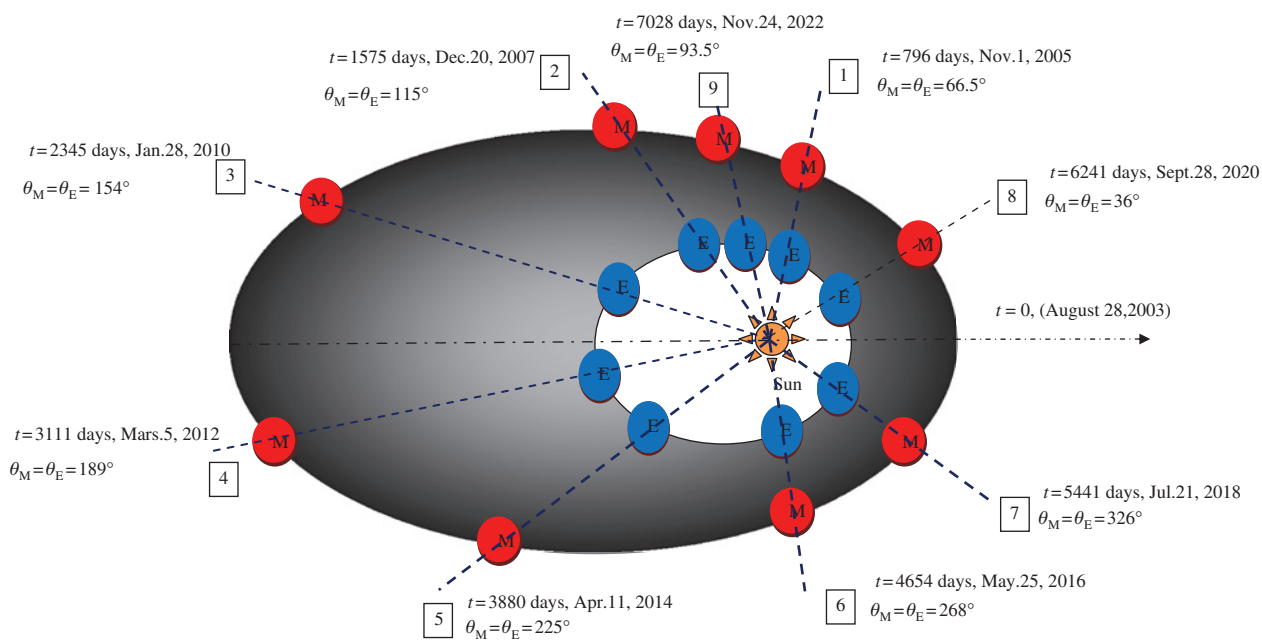 t=7028 days, Nov.24, 2022
θM=θE=93.5°
9
t=1575 days, Dec.20, 2007
θM=θE=115°
2
t=796 days, Nov.1, 2005
θM=θE=66.5°
1
t=2345 days, Jan.28, 2010
θM=θE= 154°
3
t=6241 days, Sept.28, 2020
θM=θE=36°
8
M
M
M
M
M
E
E
E
E
E
t = 0, (August 28,2003)
Sun
E
E
E
E
M
M
M
M
t=3111 days, Mars.5, 2012
θM=θE=189°
4
t=5441 days, Jul.21, 2018
θM=θE=326°
7
t=4654 days, May.25, 2016
θM=θE=268°
6
t=3880 days, Apr.11, 2014
θM=θE=225°
5